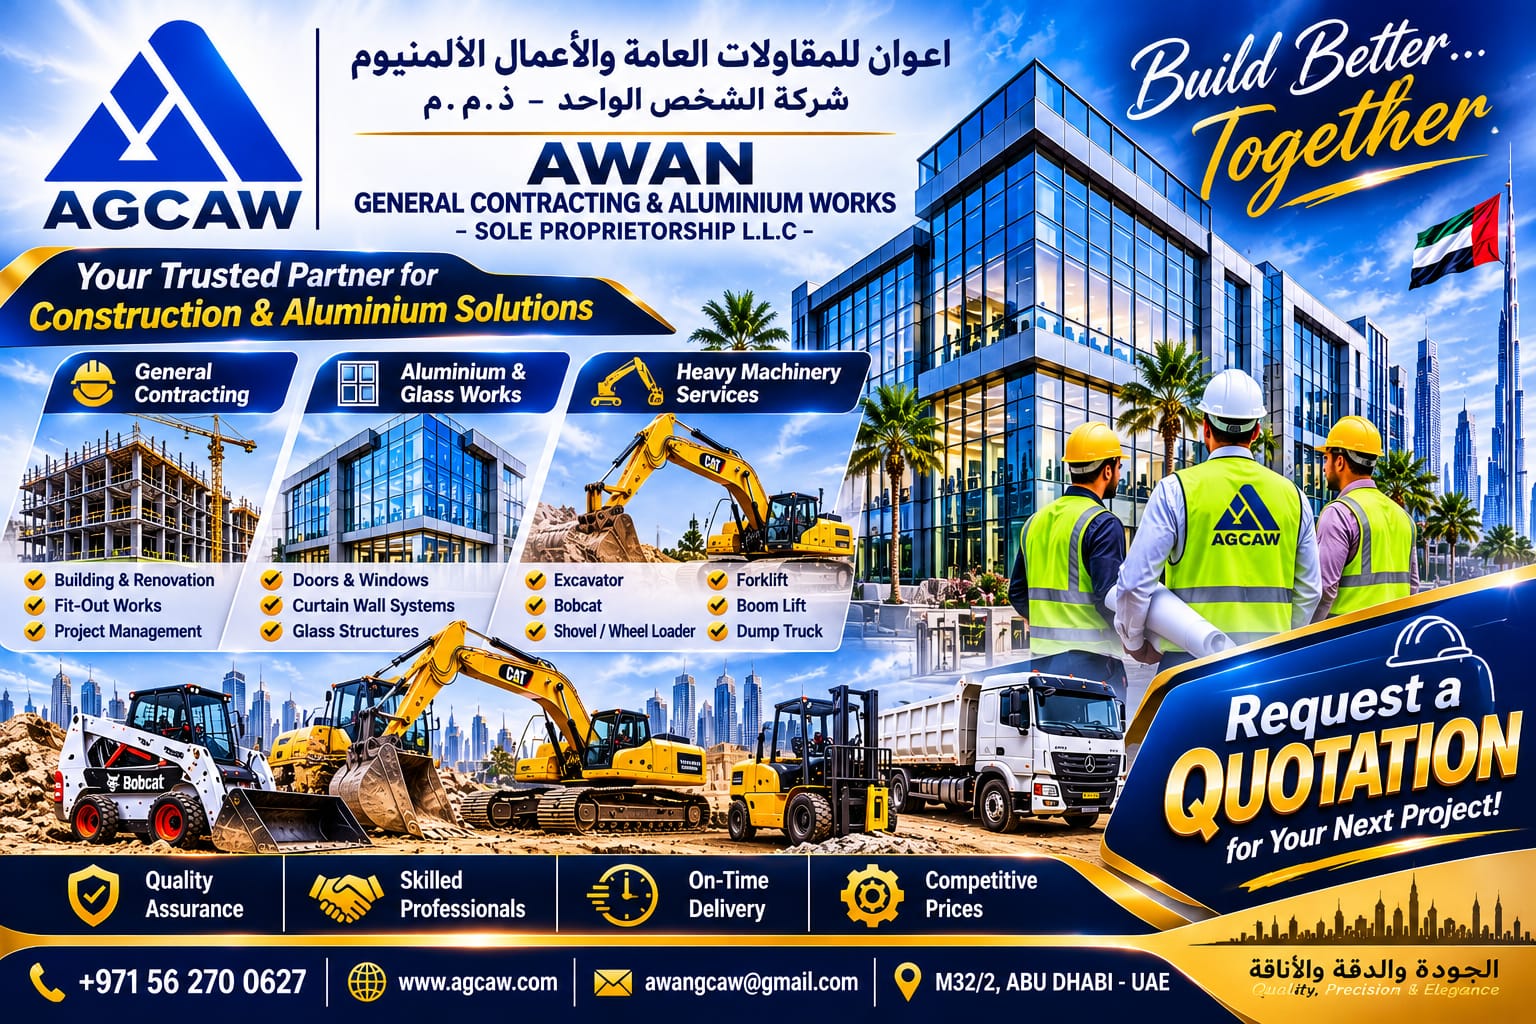 AGCAW
اعوان للمقاولات العامة والأعمال الألمنيوم
شركة الشخص الواحد - ذ.م.م
AWAN
GENERAL CONTRACTING & ALUMINIUM WORKS
- SOLE PROPRIETORSHIP L.L.C -
Build Better...
Together
Your Trusted Partner for
Construction & Aluminium Solutions
General
Contracting
Building & Renovation
Fit-Out Works
Project Management
Aluminium &
Glass Works
Doors & Windows
Curtain Wall Systems
Glass Structures
Heavy Machinery
Services
CAT
Excavator
Bobcat
Shovel / Wheel Loader
Forklift
Boom Lift
Dump Truck
AGCAW
Bobcat
CAT
Request a
QUOTATION
for Your Next Project!
Quality
Assurance
Skilled
Professionals
On-Time
Delivery
Competitive
Prices
+971 56 270 0627
www.agcaw.com
awangcaw@gmail.com
M32/2, ABU DHABI - UAE
الجودة والدقة والأناقة
Quality, Precision & Elegance